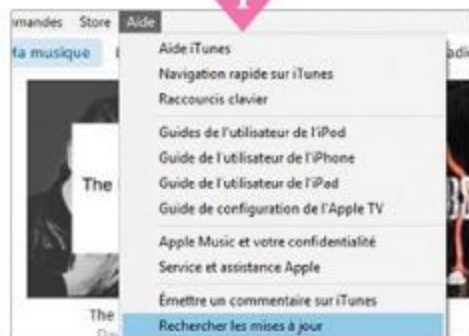 mmandes Store Aide
Ma musique
Aide iTunes
Navigation rapide sur iTunes
Raccourcis clavier
Guides de l'utilisateur de l'iPod
Guide de l'utilisateur de l'iPhone
Guide de l'utilisateur de l'iPad
Guide de configuration de l'Apple TV
Apple Music et votre confidentialité
Service et assistance Apple
Émettre un commentaire sur iTunes
Rechercher les mises à jour
The
The